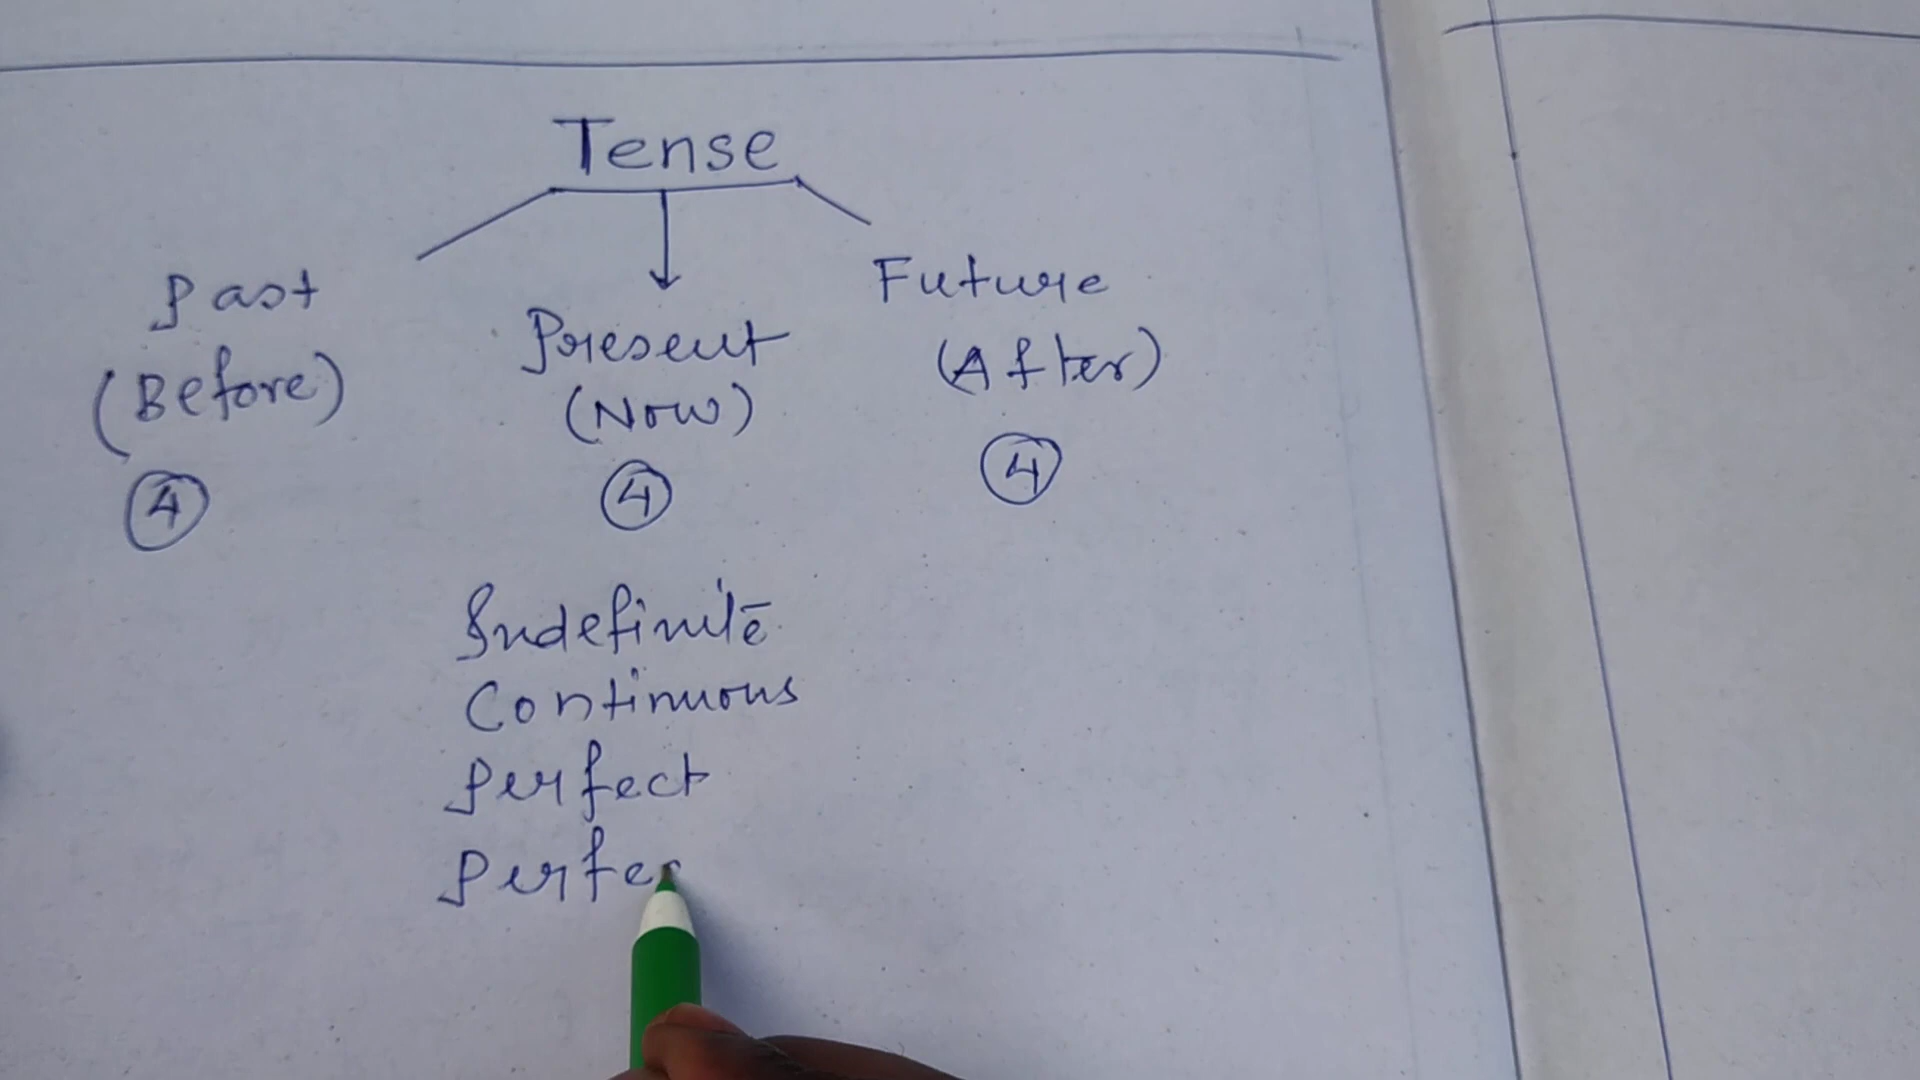 Tense
Past
Present
Future
(Before)
(Now)
(After)
4
4
4
Indefinite
Continuous
Perfect
Perfec